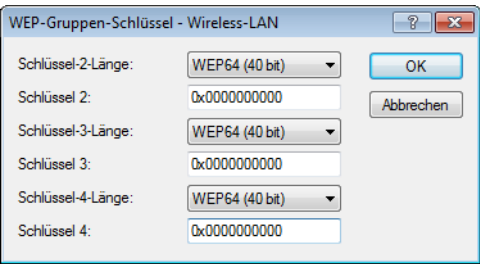 WEP-Gruppen-Schlüssel - Wireless-LAN
Schlüssel-2-Länge: WEP64 (40 bit) OK
Schlüssel 2: 0x0000000000 Abbrechen
Schlüssel-3-Länge: WEP64 (40 bit)
Schlüssel 3: 0x0000000000
Schlüssel-4-Länge: WEP64 (40 bit)
Schlüssel 4: 0x0000000000